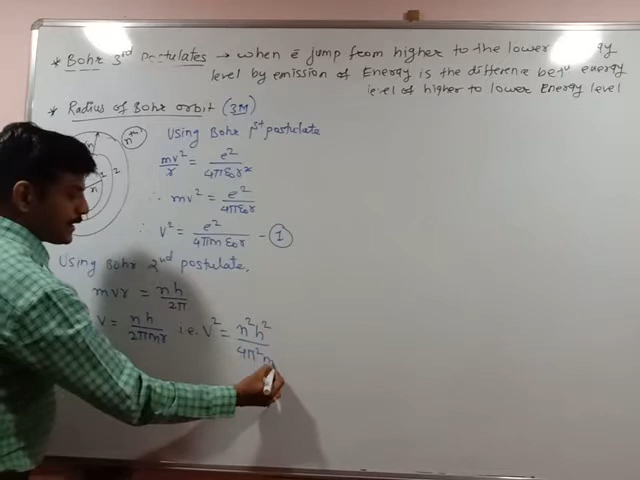 * Bohr 3rd Postulates → when ē jump from higher to the lower
level by emission of Energy is the difference betn energy
level of higher to lower Energy level
* Radius of Bohr orbit (3M)
Using Bohr 1st postulate
mv²/r = e²/4πε₀r²
∴ mv² = e²/4πε₀r
∴ v² = e²/4πmε₀r - ①
Using Bohr 2nd postulate,
mvr = nh/2π
v = nh/2πmr i.e. V² = n²h²/4π²m